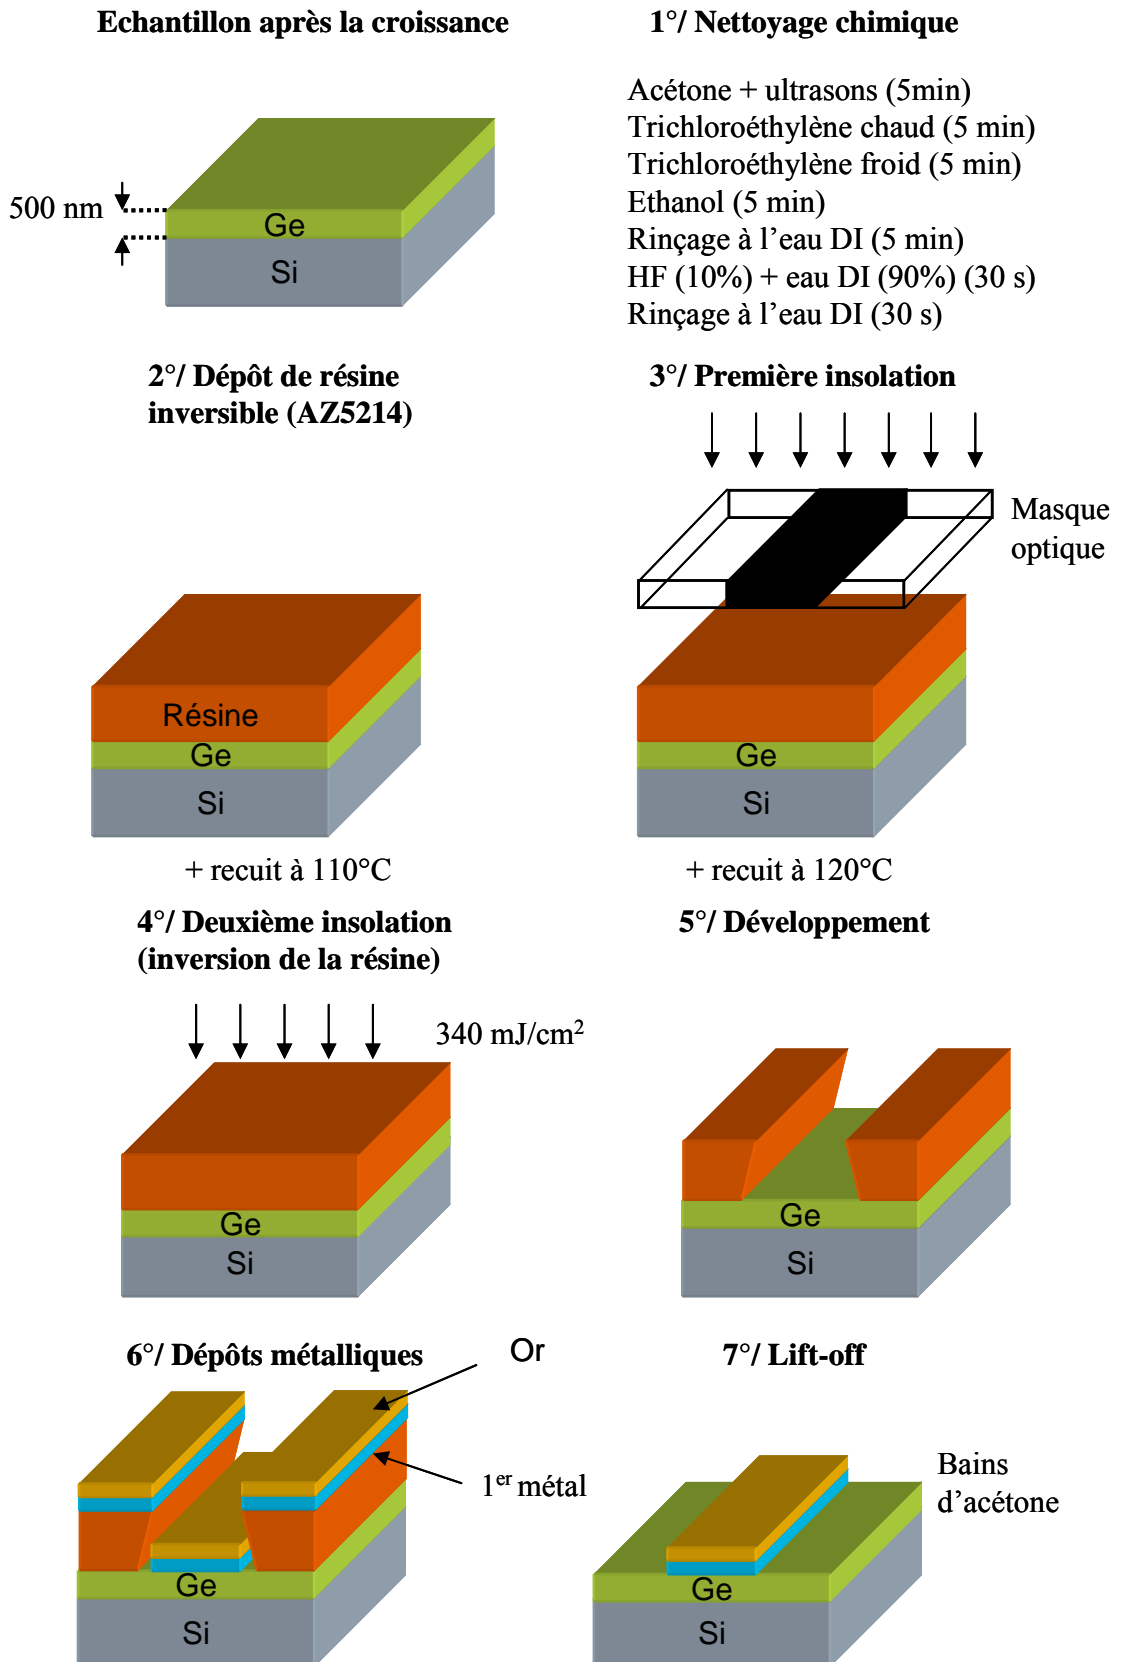 Echantillon après la croissance
500 nm
Ge
Si
1°/ Nettoyage chimique
Acétone + ultrasons (5min)
Trichloroéthylène chaud (5 min)
Trichloroéthylène froid (5 min)
Ethanol (5 min)
Rinçage à l’eau DI (5 min)
HF (10%) + eau DI (90%) (30 s)
Rinçage à l’eau DI (30 s)
2°/ Dépôt de résine
inversible (AZ5214)
Résine
Ge
Si
+ recuit à 110°C
3°/ Première insolation
Masque
optique
Ge
Si
+ recuit à 120°C
4°/ Deuxième insolation
(inversion de la résine)
340 mJ/cm²
Ge
Si
5°/ Développement
Ge
Si
6°/ Dépôts métalliques
Or
1er métal
Ge
Si
7°/ Lift-off
Bains
d’acétone
Ge
Si